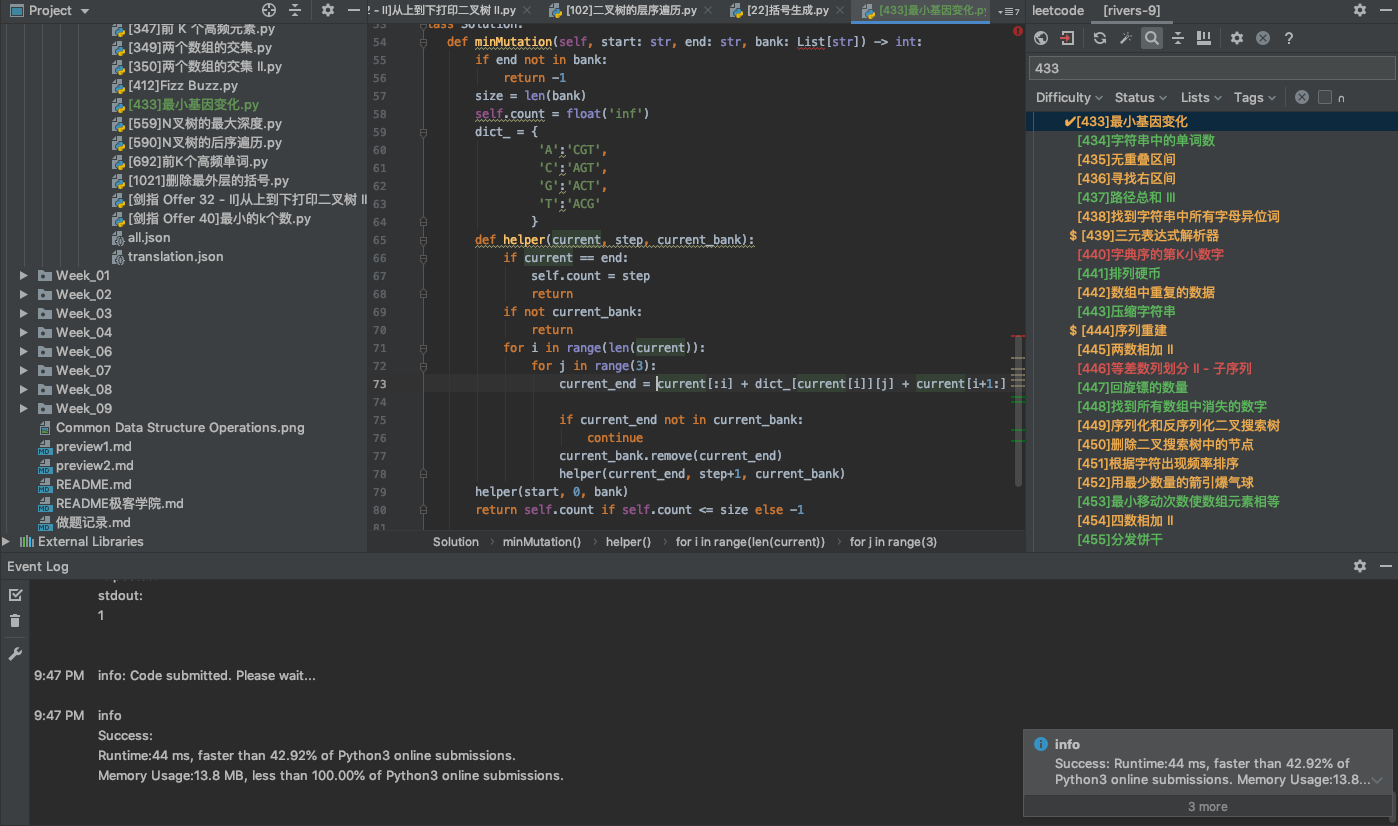 Project
2 - II]从上到下打印二叉树 II.py
[102]二叉树的层序遍历.py
[22]括号生成.py
[433]最小基因变化.py
7
leetcode
[rivers-9]
[347]前 K 个高频元素.py
[349]两个数组的交集.py
[350]两个数组的交集 II.py
[412]Fizz Buzz.py
[433]最小基因变化.py
[559]N叉树的最大深度.py
[590]N叉树的后序遍历.py
[692]前K个高频单词.py
[1021]删除最外层的括号.py
[剑指 Offer 32 - II]从上到下打印二叉树 II
[剑指 Offer 40]最小的k个数.py
all.json
translation.json
Week_01
Week_02
Week_03
Week_04
Week_06
Week_07
Week_08
Week_09
Common Data Structure Operations.png
preview1.md
preview2.md
README.md
README极客学院.md
做题记录.md
External Libraries
53 class Solution:
54 def minMutation(self, start: str, end: str, bank: List[str]) -> int:
55 if end not in bank:
56 return -1
57 size = len(bank)
58 self.count = float('inf')
59 dict_ = {
60 'A':'CGT',
61 'C':'AGT',
62 'G':'ACT',
63 'T':'ACG'
64 }
65 def helper(current, step, current_bank):
66 if current == end:
67 self.count = step
68 return
69 if not current_bank:
70 return
71 for i in range(len(current)):
72 for j in range(3):
73 current_end = current[:i] + dict_[current[i]][j] + current[i+1:]
74
75 if current_end not in current_bank:
76 continue
77 current_bank.remove(current_end)
78 helper(current_end, step+1, current_bank)
79 helper(start, 0, bank)
80 return self.count if self.count <= size else -1
81
Solution › minMutation() › helper() › for i in range(len(current)) › for j in range(3)
433
Difficulty Status Lists Tags
✔[433]最小基因变化
[434]字符串中的单词数
[435]无重叠区间
[436]寻找右区间
[437]路径总和 III
[438]找到字符串中所有字母异位词
$ [439]三元表达式解析器
[440]字典序的第K小数字
[441]排列硬币
[442]数组中重复的数据
[443]压缩字符串
$ [444]序列重建
[445]两数相加 II
[446]等差数列划分 II - 子序列
[447]回旋镖的数量
[448]找到所有数组中消失的数字
[449]序列化和反序列化二叉搜索树
[450]删除二叉搜索树中的节点
[451]根据字符出现频率排序
[452]用最少数量的箭引爆气球
[453]最小移动次数使数组元素相等
[454]四数相加 II
[455]分发饼干
Event Log
stdout:
1
9:47 PM info: Code submitted. Please wait...
9:47 PM info
Success:
Runtime:44 ms, faster than 42.92% of Python3 online submissions.
Memory Usage:13.8 MB, less than 100.00% of Python3 online submissions.
info
Success: Runtime:44 ms, faster than 42.92% of
Python3 online submissions. Memory Usage:13.8...
3 more